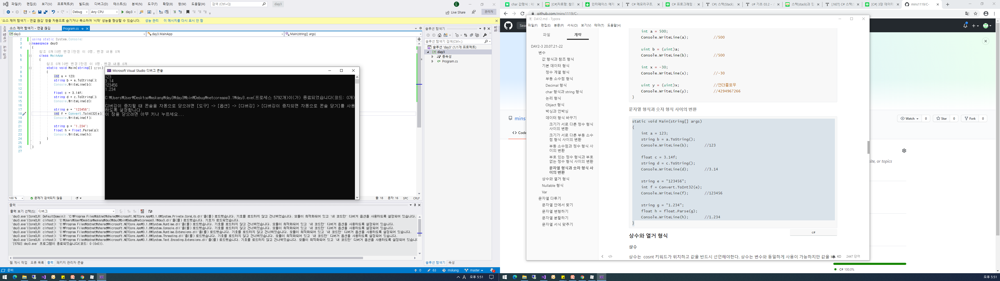 파일(F) 편집(E) 보기(V) 프로젝트(P) 빌드(B) 디버그(D) 테스트(S) 분석(N) 도구(T) 확장(X) 창(W) 도움말(H) 검색 (Ctrl+Q) day3 E
Debug Any CPU day3 Live Share 관리자
'소스 제어 탐색기 - 연결 끊김' 창을 자동으로 숨기거나 축소하여 '시작' 성능을 향상할 수 있습니다. 성능 관리 이 메시지를 다시 표시 안 함
서버 탐색기
도구 상자
알림
소스 제어 탐색기 - 연결 끊김 Program.cs
day3 day3.MainApp Main(string[] args)
2 using static System.Console;
3 namespace day3
4 {
참조 0개|0번 변경|만든 이 0명, 변경 내용 0개
5 class MainApp
6 {
참조 0개|0번 변경|만든 이 0명, 변경 내용 0개
7 static void Main(string[] args)
8 {
9 int a = 123;
10 string b = a.ToString();
11 Console.WriteLine(b);
12
13 float c = 3.14f;
14 string d = c.ToString();
15 Console.WriteLine(d);
16
17 string e = "123456";
18 int f = Convert.ToInt32(e);
19 Console.WriteLine(f);
20
21 string g = "1.234";
22 float h = float.Parse(g);
23 Console.WriteLine(h);
24 }
25 }
26 }
27
100 % 문제가 검색되지 않음 줄: 18 문자: 16 SPC CRLF
Microsoft Visual Studio 디버그 콘솔
123
3.14
123456
1.234
C:₩Users₩User₩Desktop₩mskang₩day3₩day3₩bin₩Debug₩netcoreapp3.1₩day3.exe(프로세스 5792개)이(가) 종료되었습니다(코드: 0개)
.
디버깅이 중지될 때 콘솔을 자동으로 닫으려면 [도구] -> [옵션] -> [디버깅] > [디버깅이 중지되면 자동으로 콘솔 닫기]를 사용
하도록 설정합니다.
이 창을 닫으려면 아무 키나 누르세요...
솔루션 탐색기
솔루션 탐색기 검색(Ctrl+;)
솔루션 'day3' (1/1개 프로젝트)
day3
종속성
Program.cs
솔루션 탐색기 속성
출력
출력 보기 선택(S): 디버그
'day3.exe'(CoreCLR: DefaultDomain): 'C:₩Program Files₩dotnet₩shared₩Microsoft.NETCore.App₩3.1.6₩System.Private.CoreLib.dll'을(를) 로드했습니다. 기호를 로드하지 않고 건너뛰었습니다. 모듈이 최적화되어 있고 '내 코드만' 디버거 옵션을 사용하도록 설정되어 있습니다.
'day3.exe'(CoreCLR: clrhost): 'C:₩Users₩User₩Desktop₩mskang₩day3₩day3₩bin₩Debug₩netcoreapp3.1₩day3.dll'을(를) 로드했습니다. 기호가 로드되었습니다.
'day3.exe'(CoreCLR: clrhost): 'C:₩Program Files₩dotnet₩shared₩Microsoft.NETCore.App₩3.1.6₩System.Runtime.dll'을(를) 로드했습니다. 기호를 로드하지 않고 건너뛰었습니다. 모듈이 최적화되어 있고 '내 코드만' 디버거 옵션을 사용하도록 설정되어 있습니다.
'day3.exe'(CoreCLR: clrhost): 'C:₩Program Files₩dotnet₩shared₩Microsoft.NETCore.App₩3.1.6₩System.Console.dll'을(를) 로드했습니다. 기호를 로드하지 않고 건너뛰었습니다. 모듈이 최적화되어 있고 '내 코드만' 디버거 옵션을 사용하도록 설정되어 있습니다.
'day3.exe'(CoreCLR: clrhost): 'C:₩Program Files₩dotnet₩shared₩Microsoft.NETCore.App₩3.1.6₩System.Runtime.Extensions.dll'을(를) 로드했습니다. 기호를 로드하지 않고 건너뛰었습니다. 모듈이 최적화되어 있고 '내 코드만' 디버거 옵션을 사용하도록 설정되어 있습니다.
'day3.exe'(CoreCLR: clrhost): 'C:₩Program Files₩dotnet₩shared₩Microsoft.NETCore.App₩3.1.6₩System.Threading.dll'을(를) 로드했습니다. 기호를 로드하지 않고 건너뛰었습니다. 모듈이 최적화되어 있고 '내 코드만' 디버거 옵션을 사용하도록 설정되어 있습니다.
'day3.exe'(CoreCLR: clrhost): 'C:₩Program Files₩dotnet₩shared₩Microsoft.NETCore.App₩3.1.6₩System.Text.Encoding.Extensions.dll'을(를) 로드했습니다. 기호를 로드하지 않고 건너뛰었습니다. 모듈이 최적화되어 있고 '내 코드만' 디버거 옵션을 사용하도록 설정되어 있습니다
'[5792] day3.exe' 프로그램이 종료되었습니다(코드: 0 (0x0)).
웹 게시 작업 오류 목록 출력 패키지 관리자 콘솔
준비 0 63 mskang master 2
A 오후 5:51
char 값형식 : 네 [C#]자료형: 참조 인터페이스 예제 C# 메모리구조, C# 프로그래밍 C#) 스택(Stack), c# 기초 03.2 - 스택(stack)과 힙 [.NET] C# 스택(S [C#] 3장 데이터 mins1119/C-
github.com/mins1119/C-
Sear
mins
Code
Watch 0 Star 0 Fork 0
site, or topics
C# 100.0%
DAY2.md - Typora
파일(F) 편집(E) 본문(P) 서식(O) 보기(V) 테마(T) 도움말(H)
파일 개략
DAY2-3 20.07.21-22
변수
값 형식과 참조 형식
기본 데이터 형식
정수 계열 형식
부동 소수점 형식
Decimal 형식
char 형식과 string 형식
논리 형식
Object 형식
박싱과 언박싱
데이터 형식 바꾸기
크기가 서로 다른 정수 형식
사이의 변환
크기가 서로 다른 부동 소수
점 형식 사이의 변환
부동 소수점과 정수 형식 사
이의 변환
부호 있는 정수 형식과 부호
없는 정수 형식 사이의 변환
문자열 형식과 숫자 형식 사
이의 변환
상수와 열거 형식
Nullable 형식
Var
문자열 다루기
문자열 안에서 찾기
문자열 변형하기
문자열 분할하기
문자열 서식 맞추기
int a = 500;
Console.WriteLine(a); //500
uint b = (uint)a;
Console.WriteLine(b); //500
int x = -30;
Console.WriteLine(x); //-30
uint y = (uint)x; //언더플로우
Console.WriteLine(y); //4294967266
}
문자열 형식과 숫자 형식 사이의 변환
static void Main(string[] args)
{
int a = 123;
string b = a.ToString();
Console.WriteLine(b); //123
float c = 3.14f;
string d = c.ToString();
Console.WriteLine(d); //3.14
string e = "123456";
int f = Convert.ToInt32(e);
Console.WriteLine(f); //123456
string g = "1.234";
float h = float.Parse(g);
Console.WriteLine(h); //1.234
}
c#
상수와 열거 형식
상수
상수는 cosnt 키워드가 위치하고 값을 반드시 선언해야한다. 상수는 변수와 동일하게 사용이 가능하지만 값을
KO 2447 단어
오후 5:51